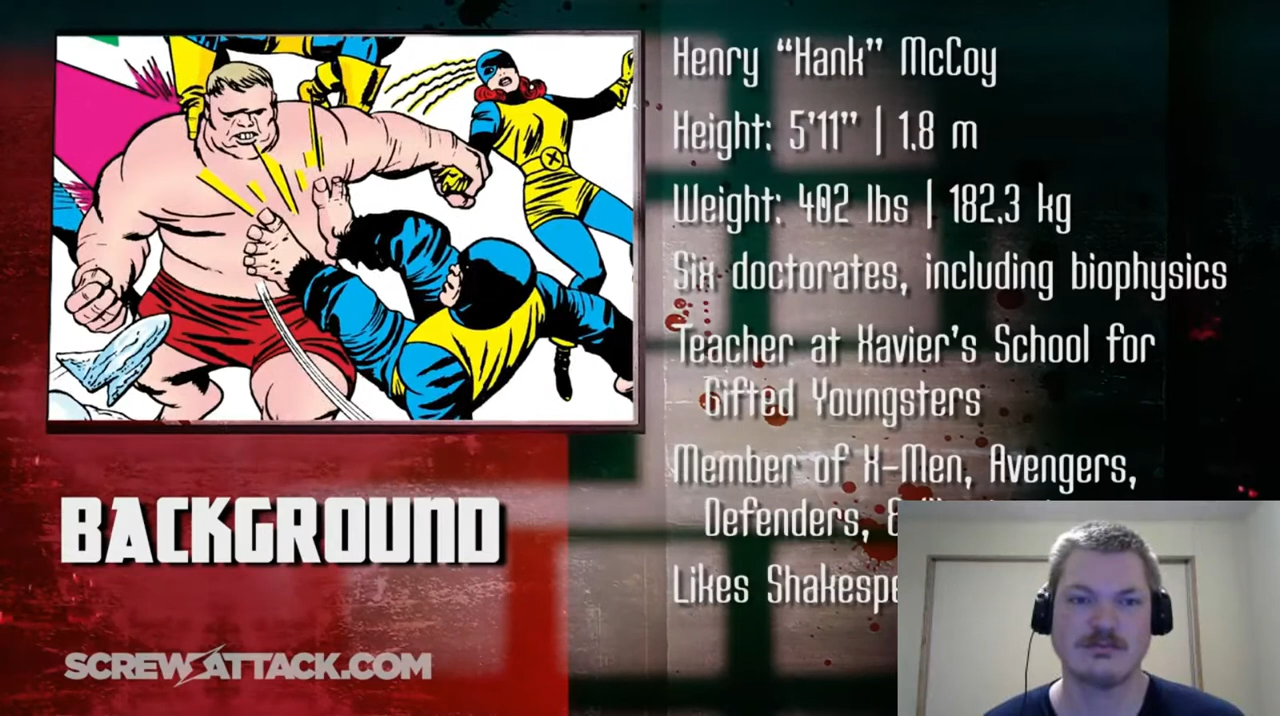 Henry “Hank” McCoy
Height: 5’11” | 1.8 m
Weight: 402 lbs | 182.3 kg
Six doctorates, including biophysics
Teacher at Xavier’s School for
Gifted Youngsters
Member of X-Men, Avengers,
Defenders,
Likes
BACKGROUND
SCREWATTACK.COM